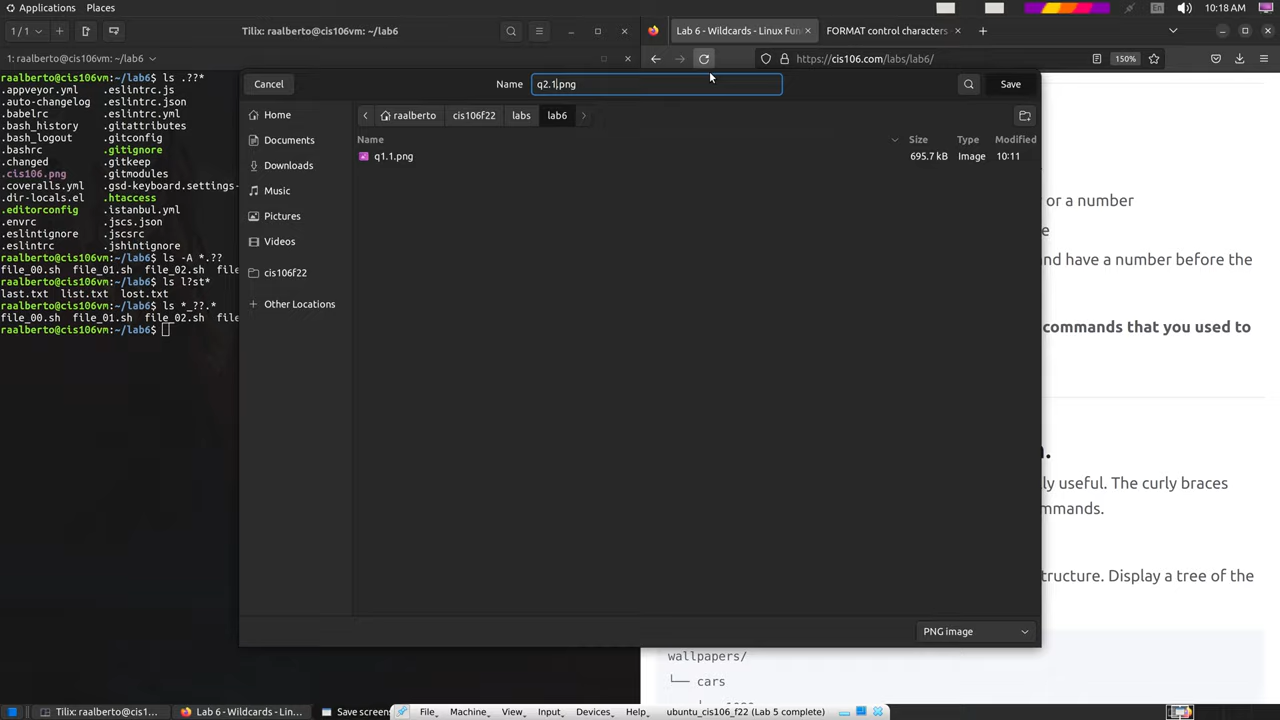 Applications Places En 10:18 AM
1/1 Tilix: raalberto@cis106vm:~/lab6
Lab 6 - Wildcards - Linux Fun FORMAT control characters
1: raalberto@cis106vm:~/lab6
https://cis106.com/labs/lab6/ 150%
raalberto@cis106vm:~/lab6$ ls .??*
.appveyor.yml .eslintrc.js
.auto-changelog .eslintrc.json
.babelrc .eslintrc.yml
.bash_history .gitattributes
.bash_logout .gitconfig
.bashrc .gitignore
.changed .gitkeep
.cis106.png .gitmodules
.coveralls.yml .gsd-keyboard.settings-
.dir-locals.el .htaccess
.editorconfig .istanbul.yml
.envrc .jscs.json
.eslintignore .jscsrc
.eslintrc .jshintignore
raalberto@cis106vm:~/lab6$ ls -A *.??
file_00.sh file_01.sh file_02.sh file
raalberto@cis106vm:~/lab6$ ls l?st*
last.txt list.txt lost.txt
raalberto@cis106vm:~/lab6$ ls *_??.*
file_00.sh file_01.sh file_02.sh file
raalberto@cis106vm:~/lab6$
Cancel Name q2.1.png Save
Home
Documents
Downloads
Music
Pictures
Videos
cis106f22
Other Locations
raalberto cis106f22 labs lab6
Name Size Type Modified
q1.1.png 695.7 kB Image 10:11
PNG image
or a number
e
and have a number before the
commands that you used to
n.
ly useful. The curly braces
mmands.
tructure. Display a tree of the
wallpapers/
└── cars
Tilix: raalberto@cis1... Lab 6 - Wildcards - Lin... Save screens File Machine View Input Devices Help ubuntu_cis106_f22 (Lab 5 complete)